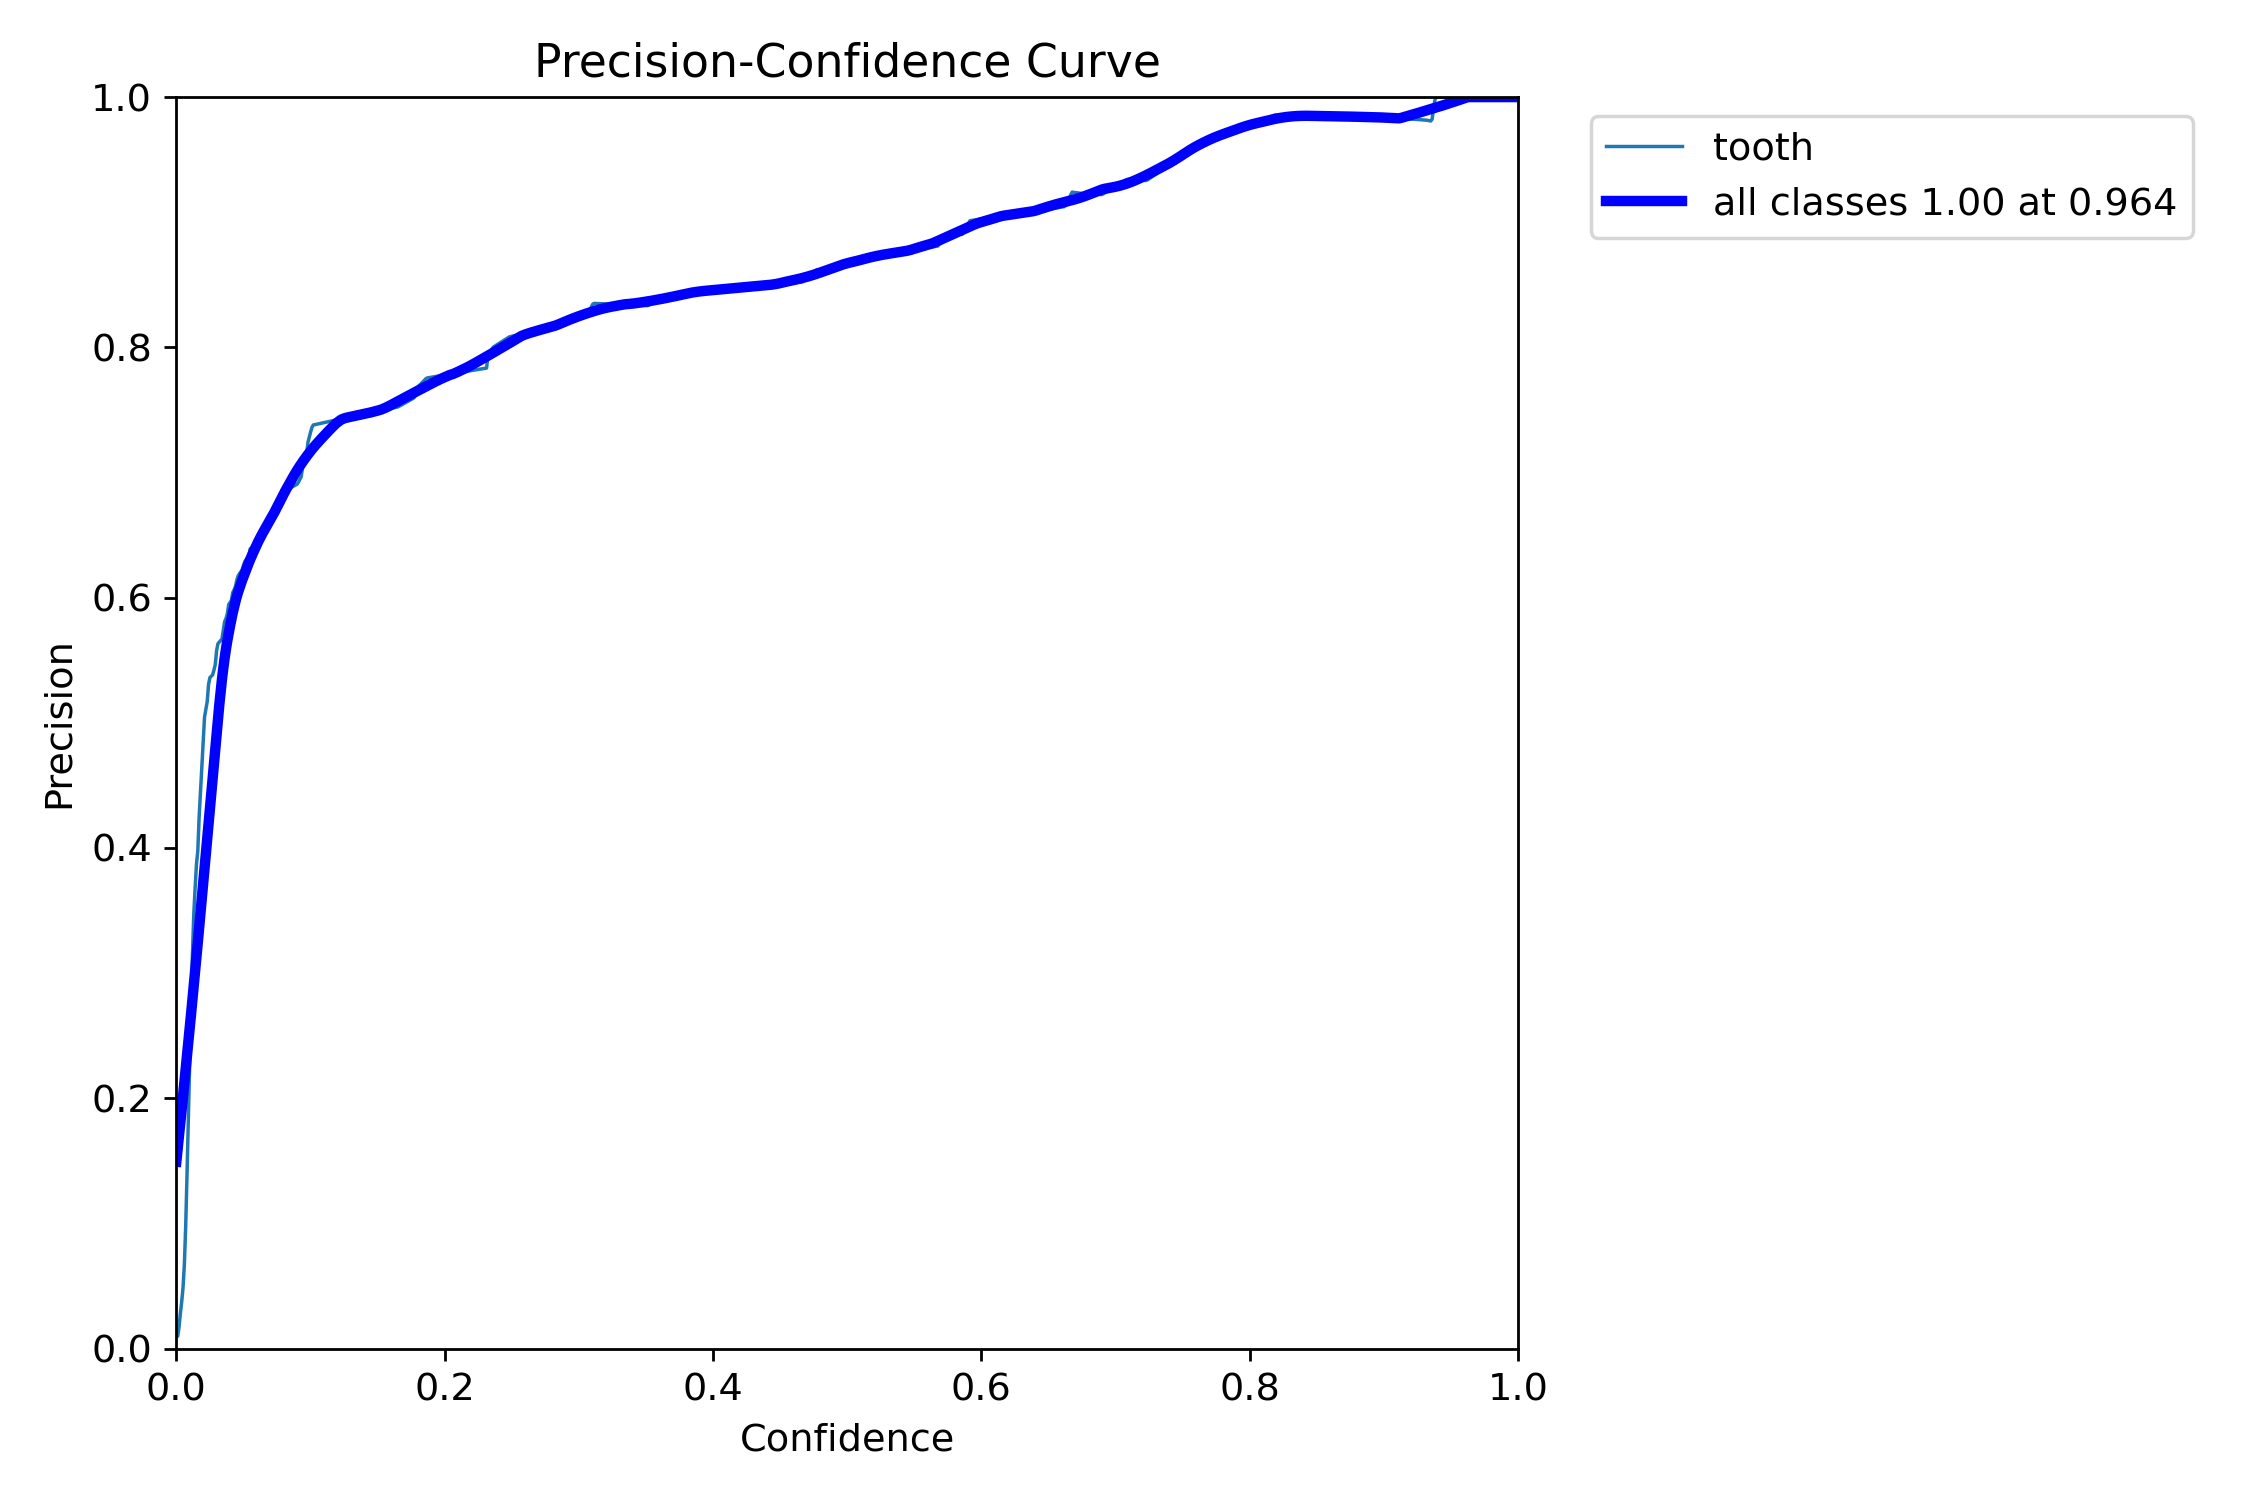 Precision-Confidence Curve
1.0
0.8
0.6
0.4
0.2
0.0
Precision
0.0 0.2 0.4 0.6 0.8 1.0
Confidence
tooth
all classes 1.00 at 0.964